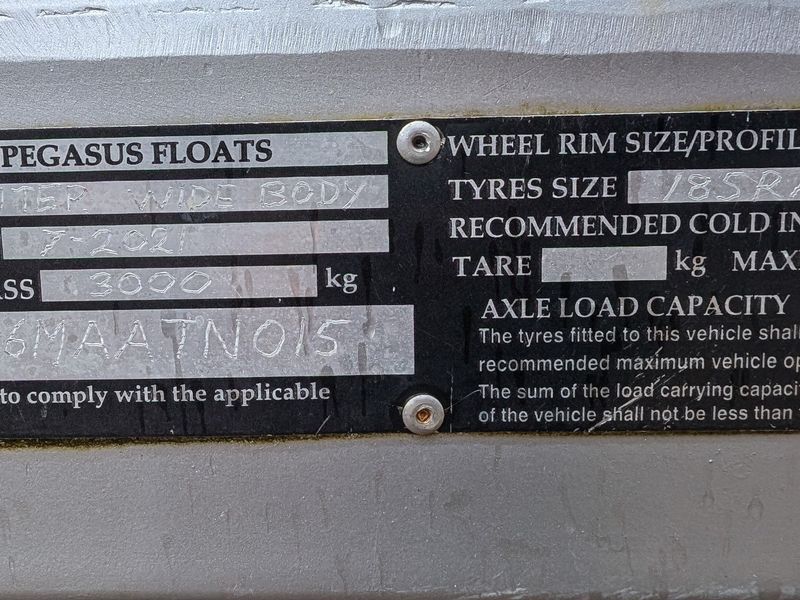 PEGASUS FLOATS
WIDE BODY
7-2021
3000 kg
6MAATN015
to comply with the applicable
WHEEL RIM SIZE/PROFIL
TYRES SIZE 185R
RECOMMENDED COLD IN
TARE kg MAX
AXLE LOAD CAPACITY
The tyres fitted to this vehicle shal
recommended maximum vehicle op
The sum of the load carrying capaci
of the vehicle shall not be less than